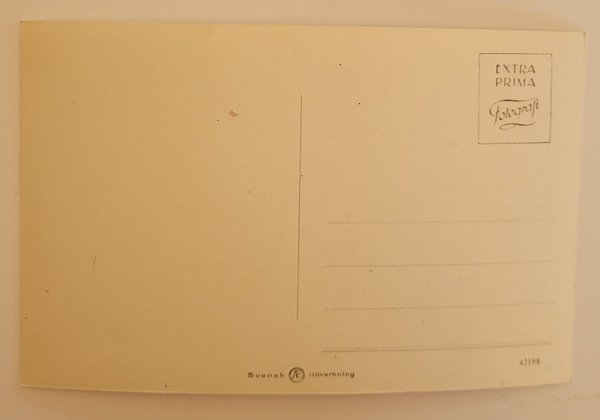 EXTRA
PRIMA
Fotografi
Svensk Æ tillverkning
42198